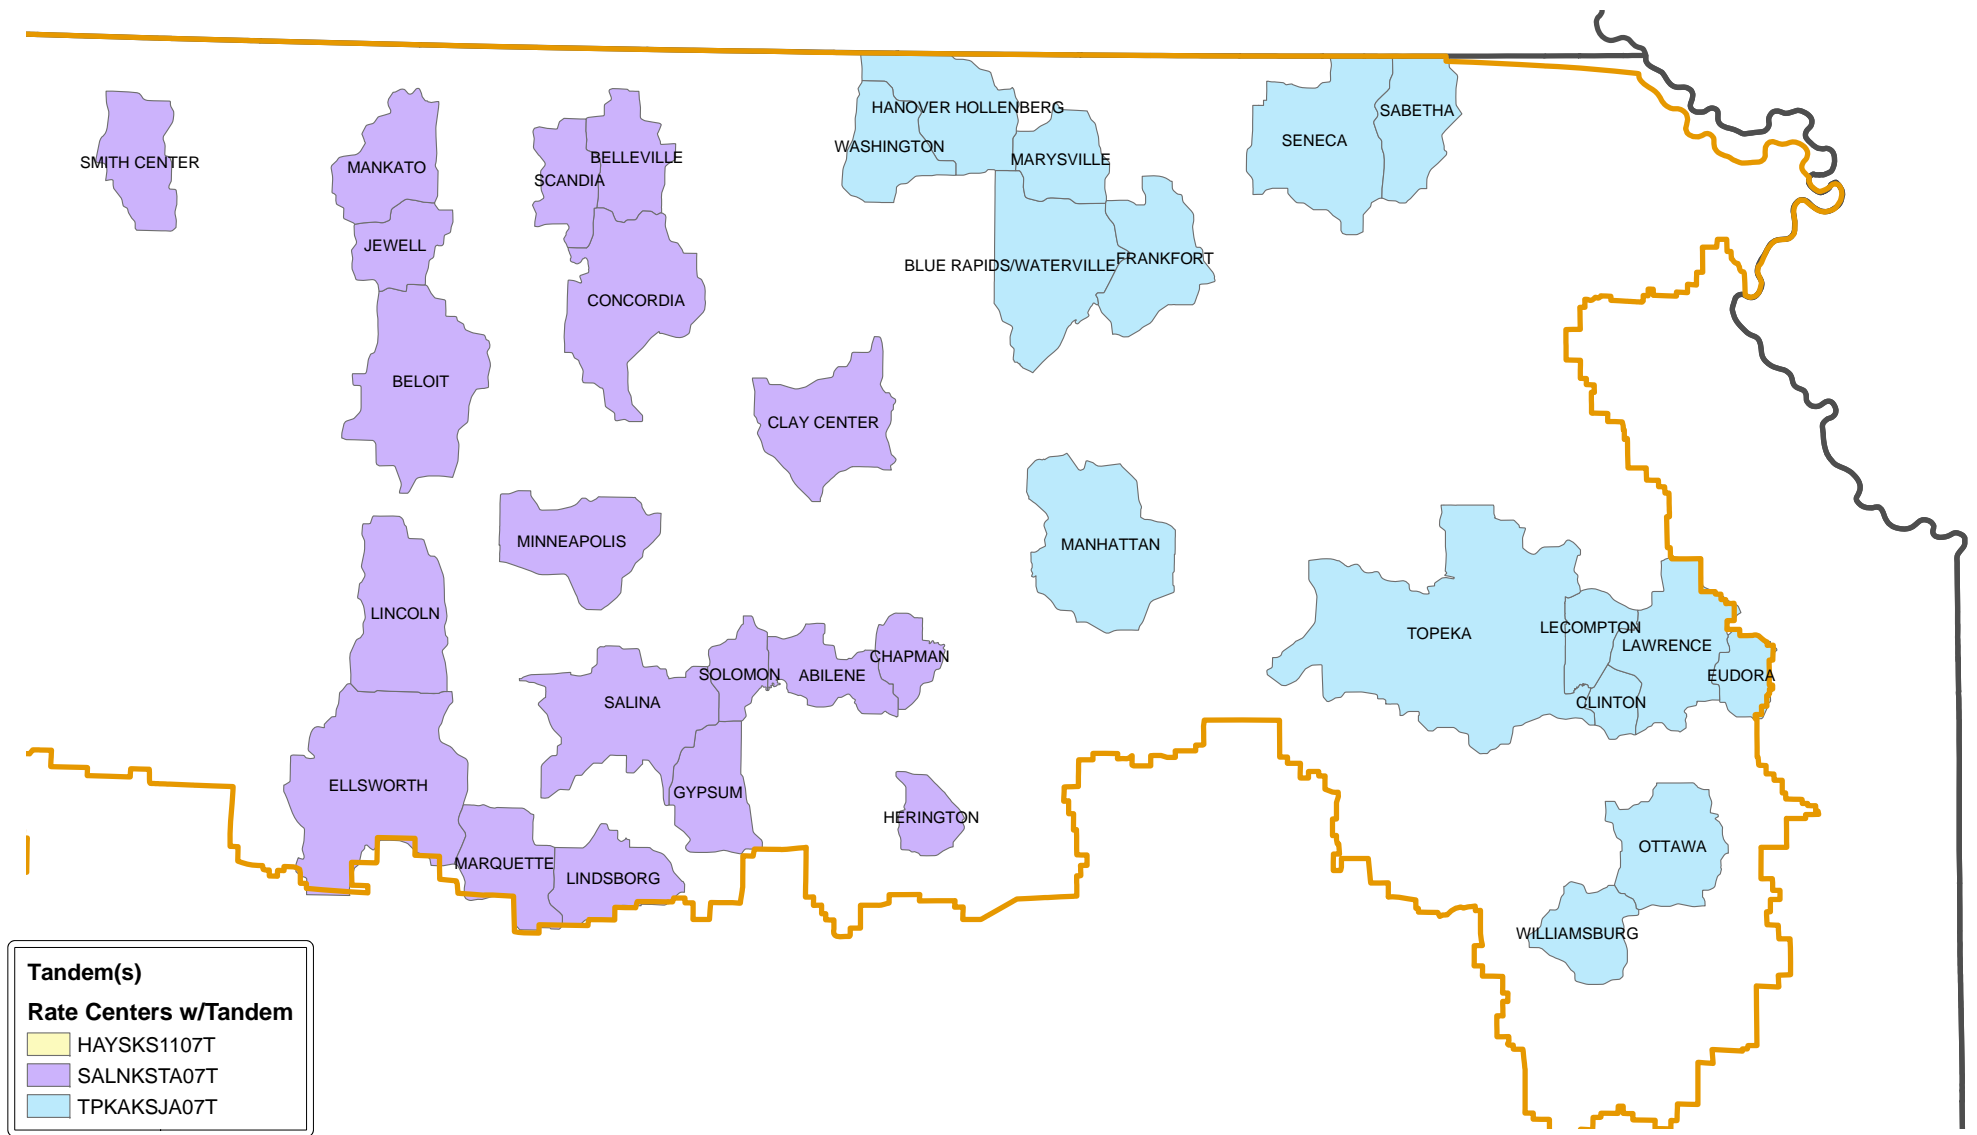 HANOVER HOLLENBERG
SABETHA
SENECA
WASHINGTON
MARYSVILLE
SMITH CENTER
MANKATO
BELLEVILLE
SCANDIA
JEWELL
BLUE RAPIDS/WATERVILLE
FRANKFORT
CONCORDIA
BELOIT
CLAY CENTER
MINNEAPOLIS
MANHATTAN
LINCOLN
TOPEKA
LECOMPTON
LAWRENCE
CHAPMAN
SOLOMON
ABILENE
EUDORA
SALINA
CLINTON
ELLSWORTH
GYPSUM
HERINGTON
OTTAWA
MARQUETTE
LINDSBORG
WILLIAMSBURG
Tandem(s)
Rate Centers w/Tandem
HAYSKS1107T
SALNKSTA07T
TPKAKSJA07T